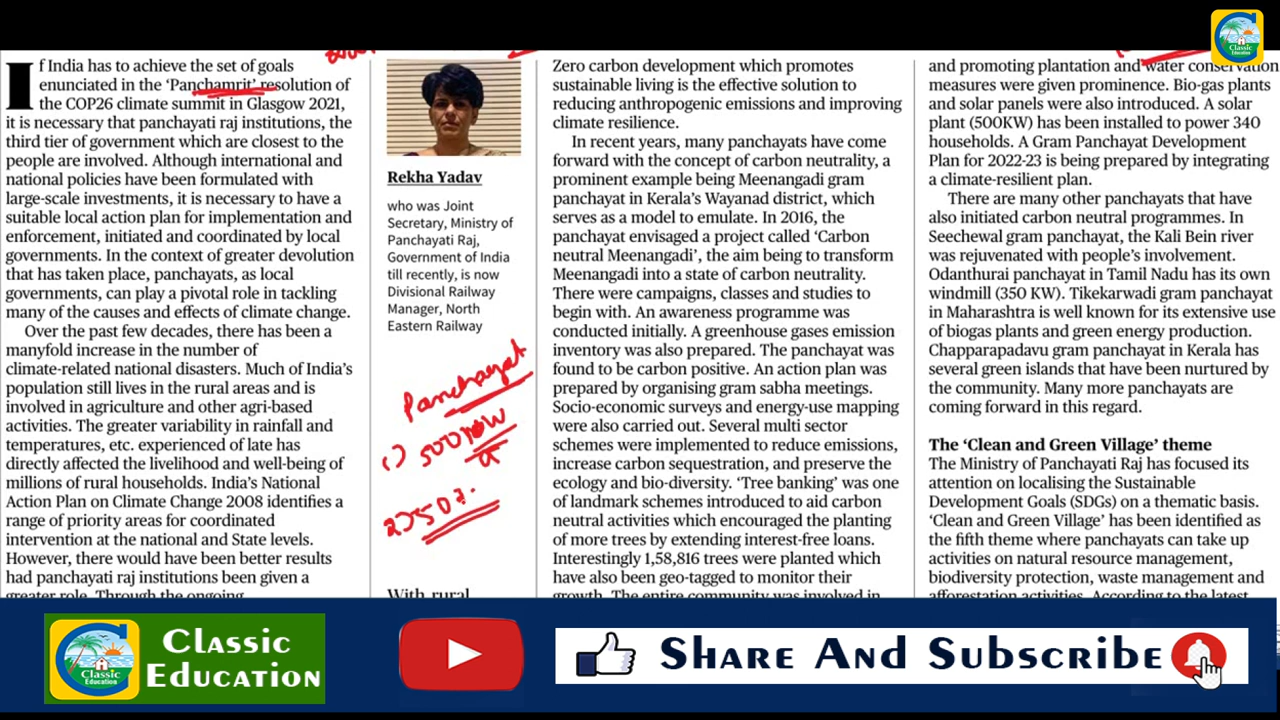 If India has to achieve the set of goals
enunciated in the ‘Panchamrit’ resolution of
the COP26 climate summit in Glasgow 2021,
it is necessary that panchayati raj institutions, the
third tier of government which are closest to the
people are involved. Although international and
national policies have been formulated with
large-scale investments, it is necessary to have a
suitable local action plan for implementation and
enforcement, initiated and coordinated by local
governments. In the context of greater devolution
that has taken place, panchayats, as local
governments, can play a pivotal role in tackling
many of the causes and effects of climate change.
Over the past few decades, there has been a
manyfold increase in the number of
climate-related national disasters. Much of India’s
population still lives in the rural areas and is
involved in agriculture and other agri-based
activities. The greater variability in rainfall and
temperatures, etc. experienced of late has
directly affected the livelihood and well-being of
millions of rural households. India’s National
Action Plan on Climate Change 2008 identifies a
range of priority areas for coordinated
intervention at the national and State levels.
However, there would have been better results
had panchayati raj institutions been given a
greater role. Through the ongoing
Rekha Yadav
who was Joint
Secretary, Ministry of
Panchayati Raj,
Government of India
till recently, is now
Divisional Railway
Manager, North
Eastern Railway
Panchayat
1) 500 KW
2) 50%
With rural
Zero carbon development which promotes
sustainable living is the effective solution to
reducing anthropogenic emissions and improving
climate resilience.
In recent years, many panchayats have come
forward with the concept of carbon neutrality, a
prominent example being Meenangadi gram
panchayat in Kerala’s Wayanad district, which
serves as a model to emulate. In 2016, the
panchayat envisaged a project called ‘Carbon
neutral Meenangadi’, the aim being to transform
Meenangadi into a state of carbon neutrality.
There were campaigns, classes and studies to
begin with. An awareness programme was
conducted initially. A greenhouse gases emission
inventory was also prepared. The panchayat was
found to be carbon positive. An action plan was
prepared by organising gram sabha meetings.
Socio-economic surveys and energy-use mapping
were also carried out. Several multi sector
schemes were implemented to reduce emissions,
increase carbon sequestration, and preserve the
ecology and bio-diversity. ‘Tree banking’ was one
of landmark schemes introduced to aid carbon
neutral activities which encouraged the planting
of more trees by extending interest-free loans.
Interestingly 1,58,816 trees were planted which
have also been geo-tagged to monitor their
growth. The entire community was involved in
and promoting plantation and water conservation
measures were given prominence. Bio-gas plants
and solar panels were also introduced. A solar
plant (500KW) has been installed to power 340
households. A Gram Panchayat Development
Plan for 2022-23 is being prepared by integrating
a climate-resilient plan.
There are many other panchayats that have
also initiated carbon neutral programmes. In
Seechewal gram panchayat, the Kali Bein river
was rejuvenated with people’s involvement.
Odanthurai panchayat in Tamil Nadu has its own
windmill (350 KW). Tikekarwadi gram panchayat
in Maharashtra is well known for its extensive use
of biogas plants and green energy production.
Chapparapadavu gram panchayat in Kerala has
several green islands that have been nurtured by
the community. Many more panchayats are
coming forward in this regard.
The ‘Clean and Green Village’ theme
The Ministry of Panchayati Raj has focused its
attention on localising the Sustainable
Development Goals (SDGs) on a thematic basis.
‘Clean and Green Village’ has been identified as
the fifth theme where panchayats can take up
activities on natural resource management,
biodiversity protection, waste management and
afforestation activities. According to the latest
Classic
Education
Classic
Education
Classic
Education
Share And Subscribe